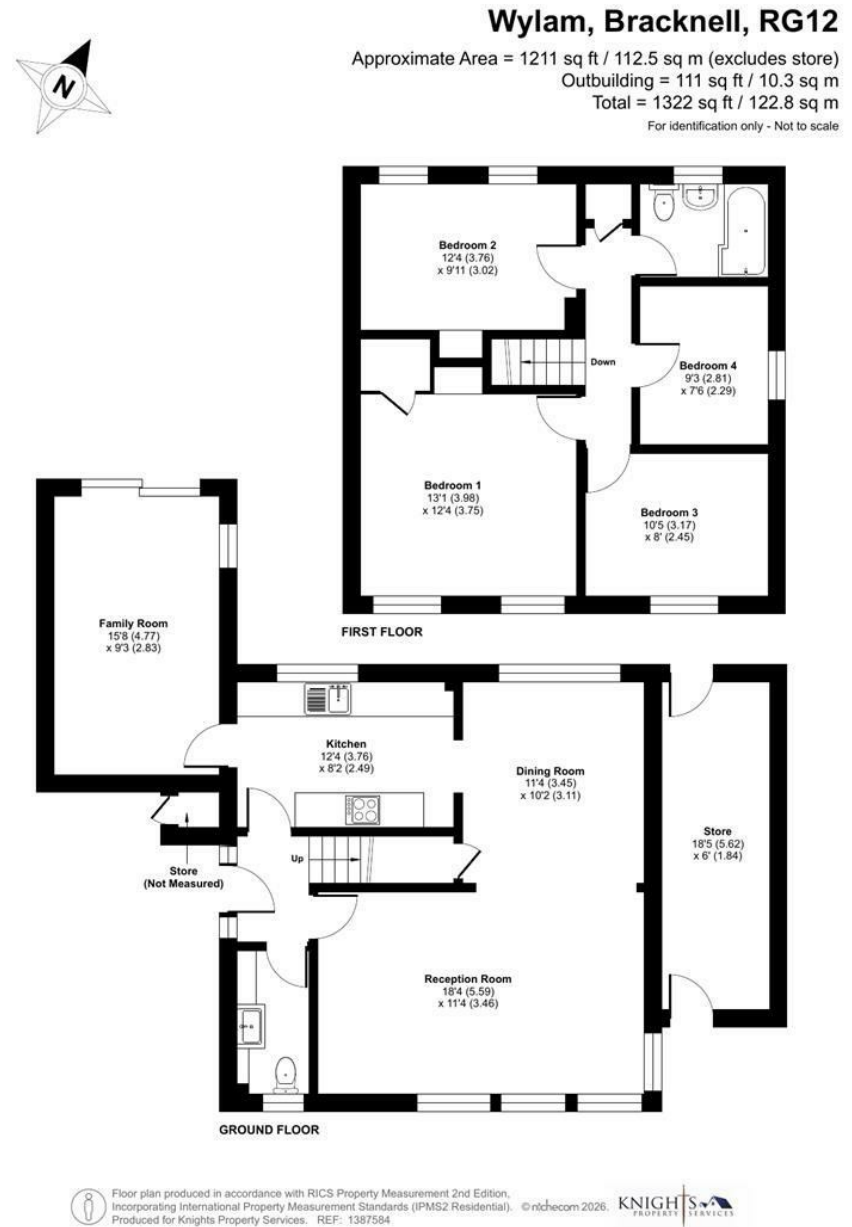 Wylam, Bracknell, RG12
Approximate Area = 1211 sq ft / 112.5 sq m (excludes store)
Outbuilding = 111 sq ft / 10.3 sq m
Total = 1322 sq ft / 122.8 sq m
For identification only - Not to scale
N
Bedroom 2
12'4 (3.76)
x 9'11 (3.02)
Down
Bedroom 4
9'3 (2.81)
x 7'6 (2.29)
Bedroom 1
13'1 (3.98)
x 12'4 (3.75)
Bedroom 3
10'5 (3.17)
x 8' (2.45)
FIRST FLOOR
Family Room
15'8 (4.77)
x 9'3 (2.83)
Kitchen
12'4 (3.76)
x 8'2 (2.49)
Dining Room
11'4 (3.45)
x 10'2 (3.11)
Store
18'5 (5.62)
x 6' (1.84)
Up
Store
(Not Measured)
Reception Room
18'4 (5.59)
x 11'4 (3.46)
GROUND FLOOR
Floor plan produced in accordance with RICS Property Measurement 2nd Edition,
Incorporating International Property Measurement Standards (IPMS2 Residential). © nichecom 2026.
Produced for Knights Property Services. REF: 1387584
KNIGHTS
PROPERTY SERVICES